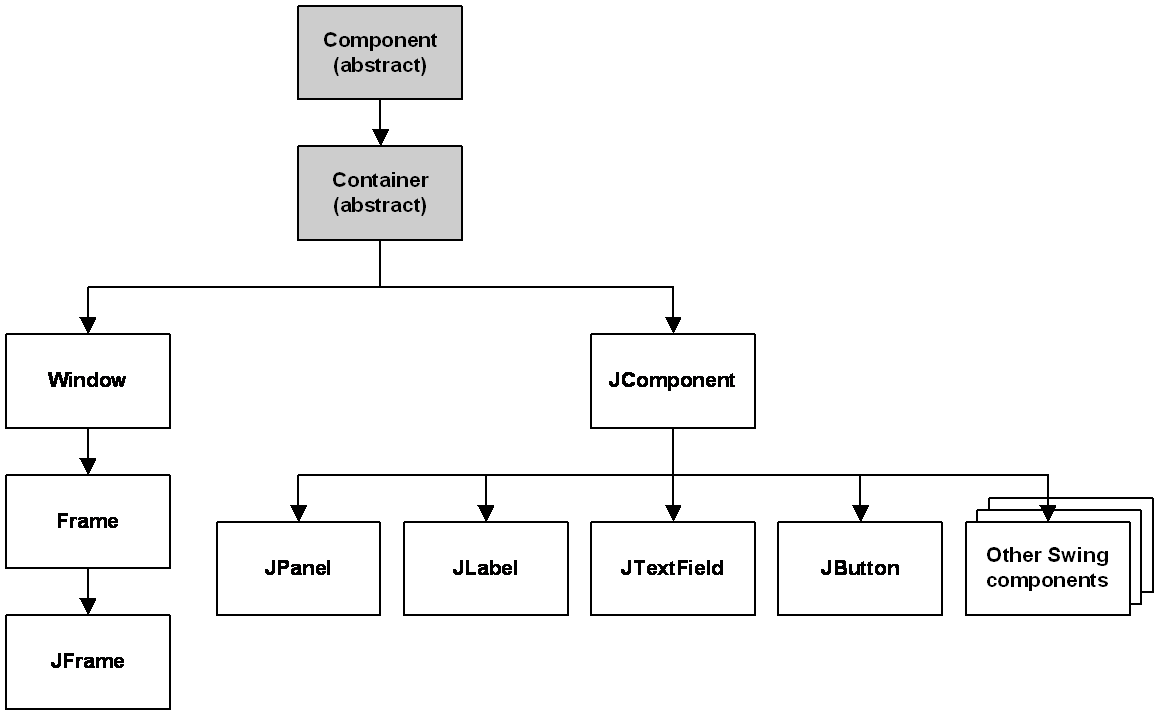 Component
(abstract)
Container
(abstract)
Window
JComponent
Frame
JPanel
JLabel
JTextField
JButton
Other Swing
components
JFrame